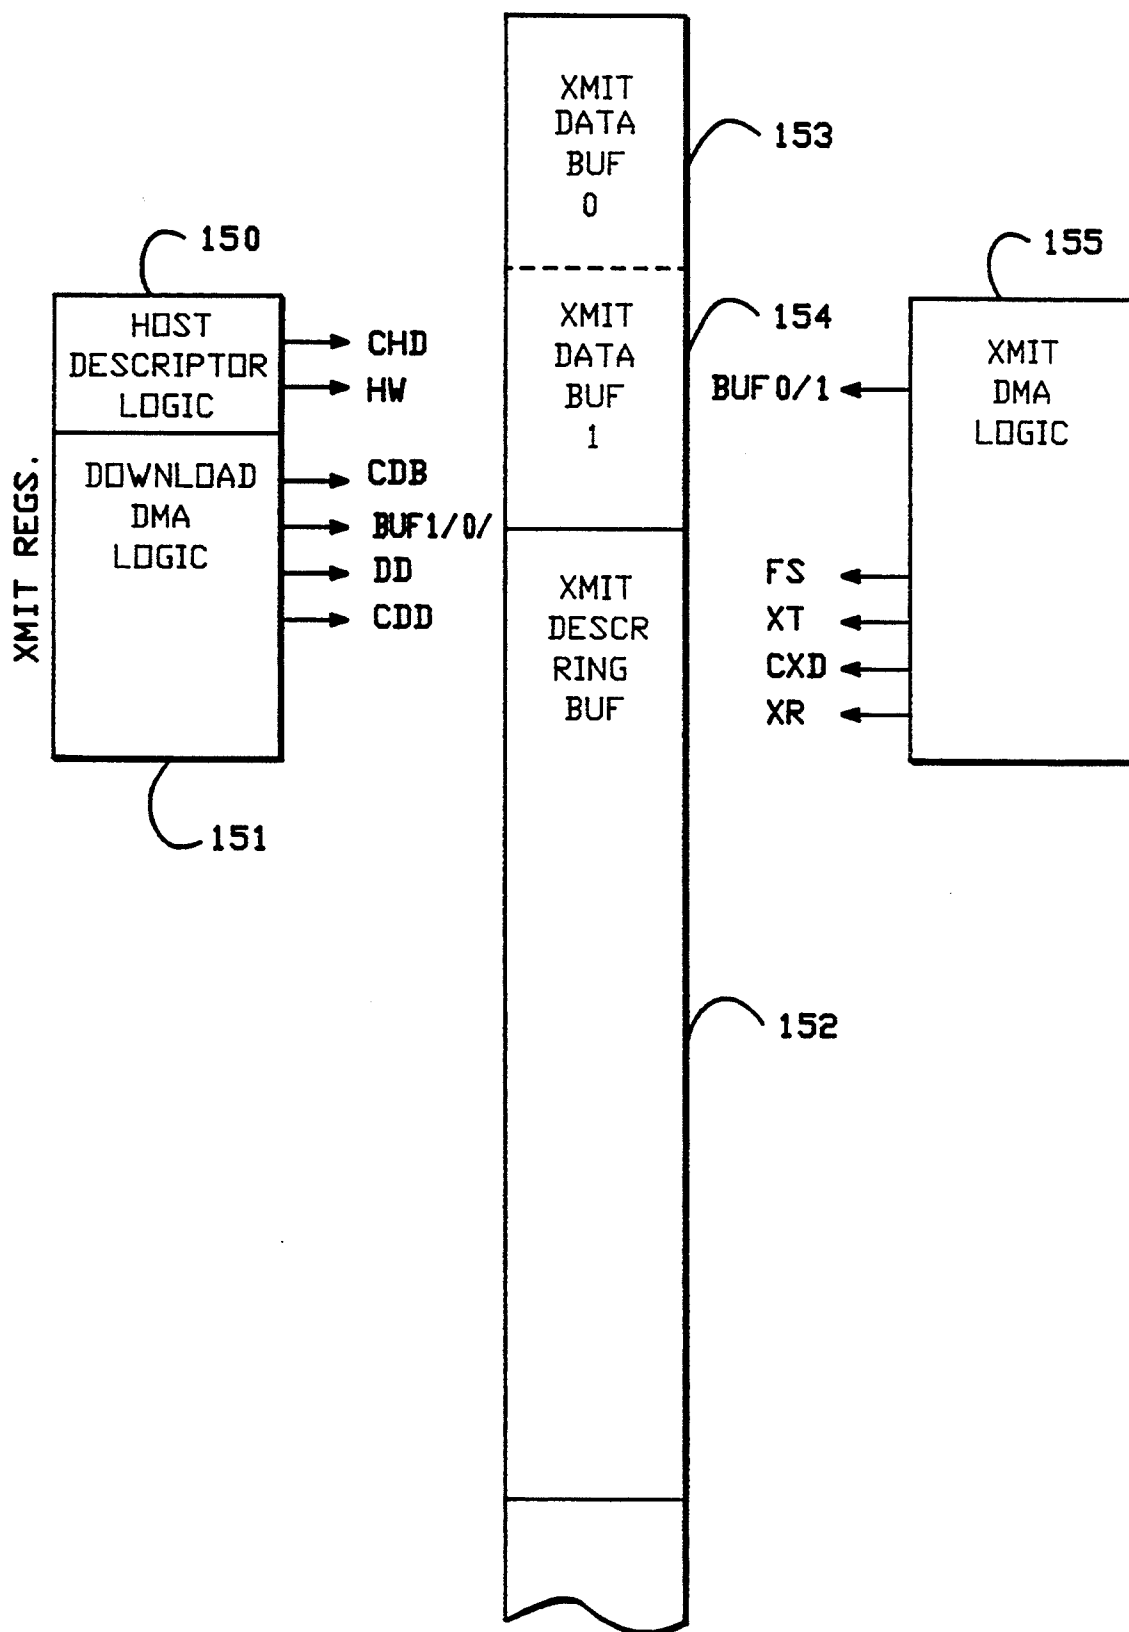 XMIT
DATA
BUF
0
153
150
155
HOST
DESCRIPTOR
LOGIC
CHD
HW
XMIT
DATA
BUF
1
154
BUF 0/1
XMIT
DMA
LOGIC
XMIT REGS.
DOWNLOAD
DMA
LOGIC
CDB
BUF1/0/
DD
CDD
XMIT
DESCR
RING
BUF
FS
XT
CXD
XR
151
152